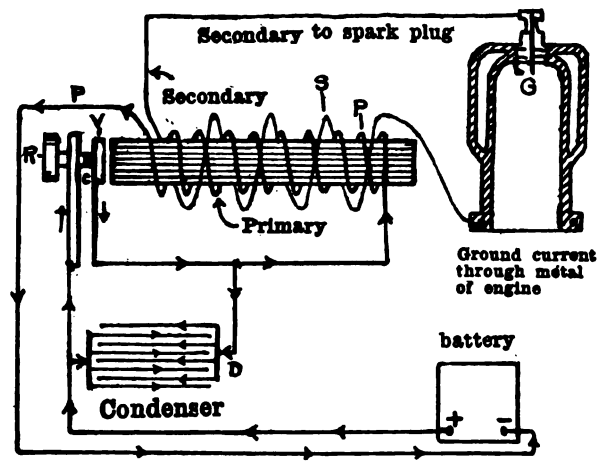 Secondary to spark plug
G
Secondary
S
P
P
V
R
c
Primary
Ground current
through metal
of engine
battery
D
Condenser
+ -